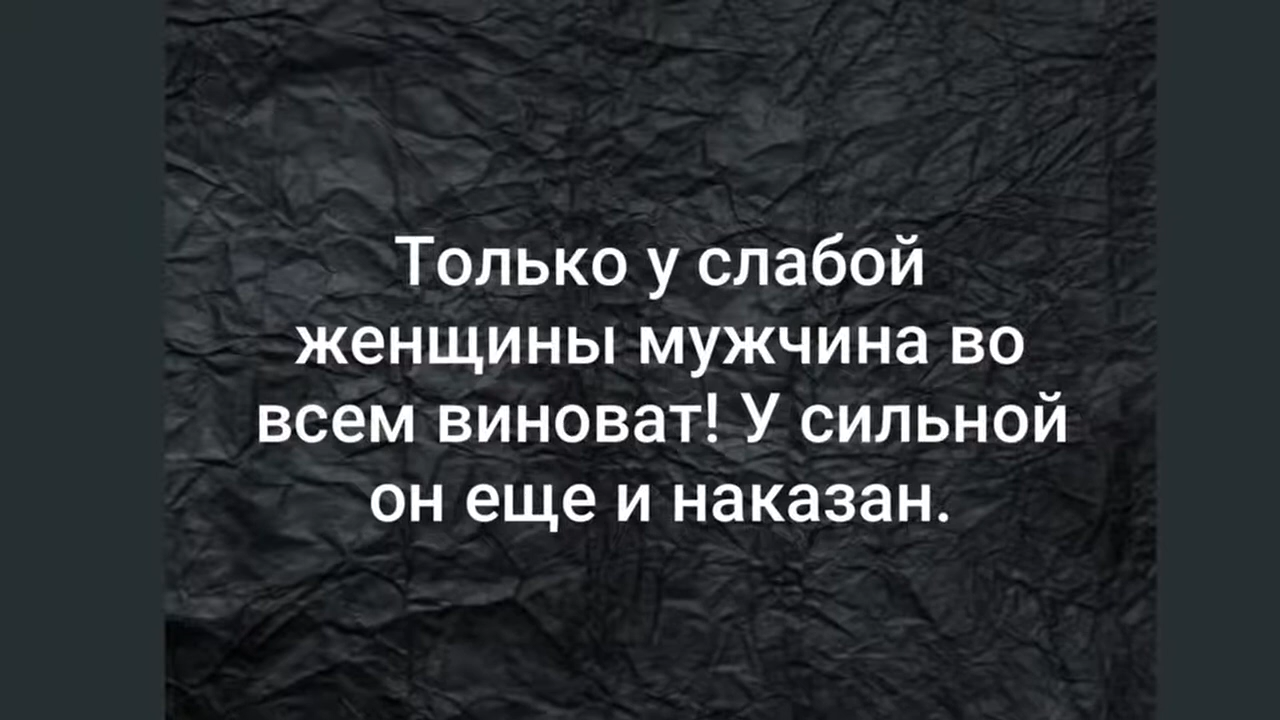 Только у слабой
женщины мужчина во
всем виноват! У сильной
он еще и наказан.